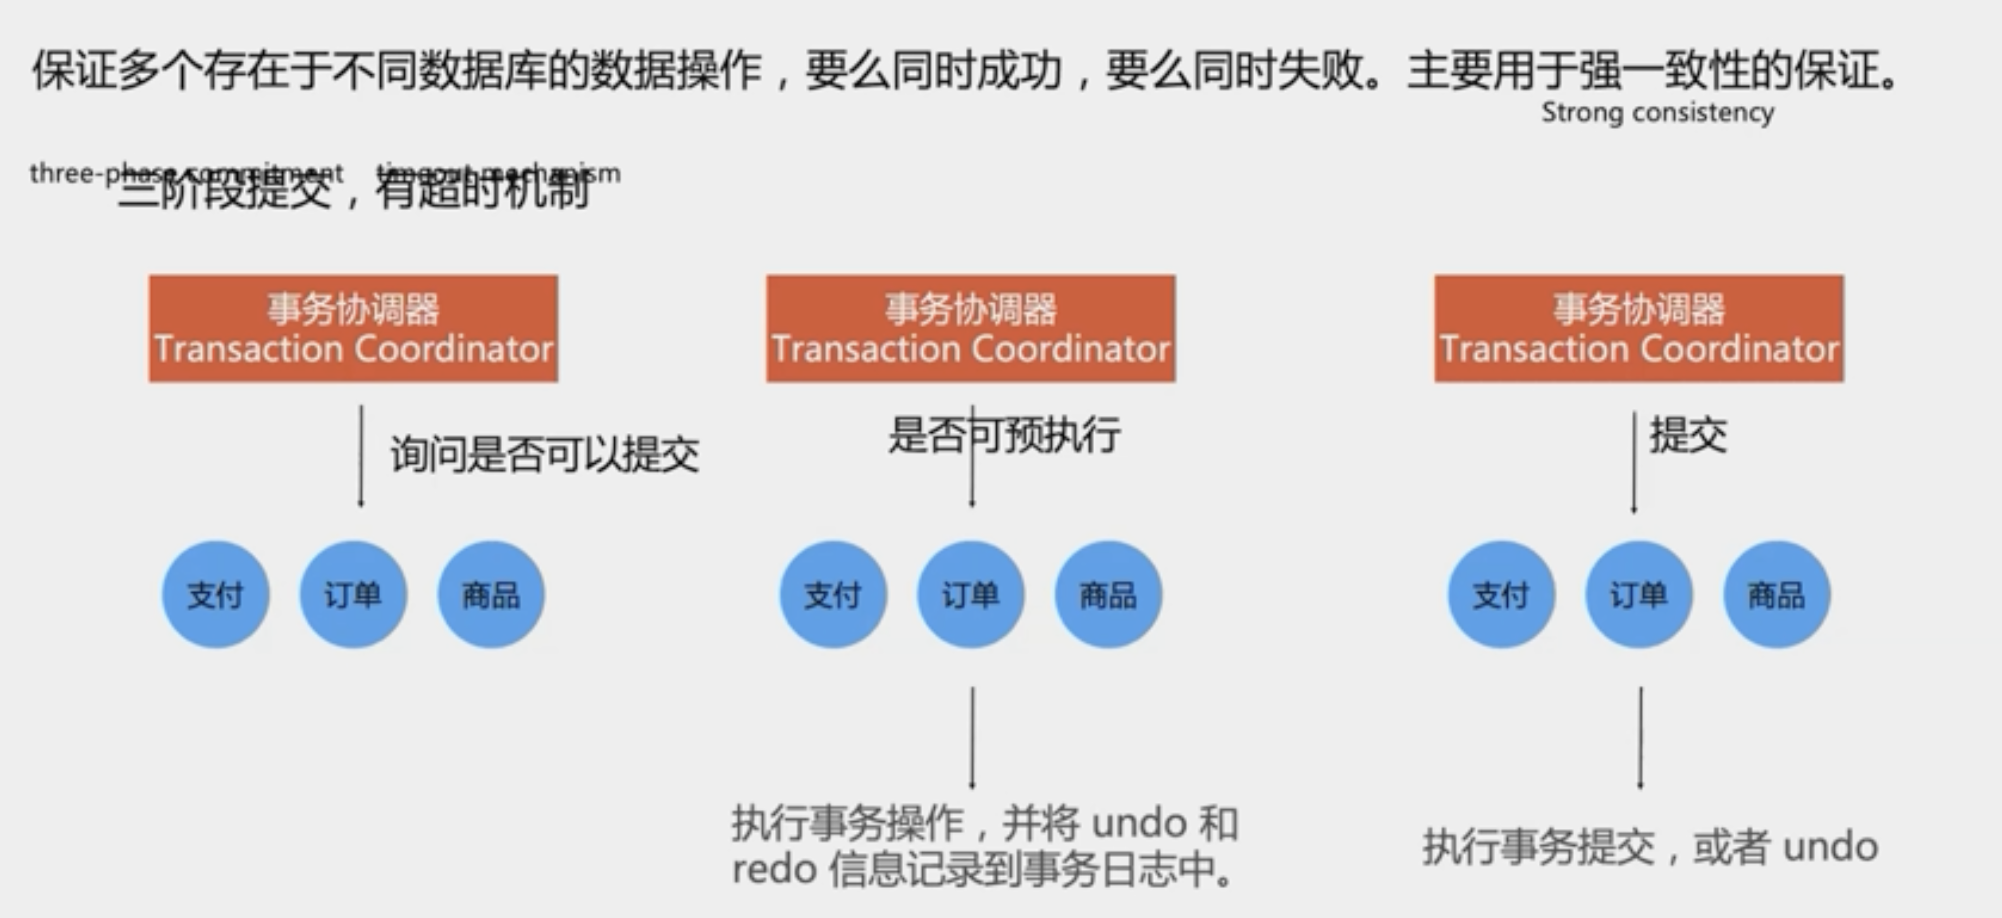 保证多个存在于不同数据库的数据操作，要么同时成功，要么同时失败。主要用于强一致性的保证。
Strong consistency
three-phase commitment timeout mechanism
三阶段提交，有超时机制
事务协调器
Transaction Coordinator
询问是否可以提交
支付 订单 商品
事务协调器
Transaction Coordinator
是否可预执行
支付 订单 商品
执行事务操作，并将 undo 和
redo 信息记录到事务日志中。
事务协调器
Transaction Coordinator
提交
支付 订单 商品
执行事务提交，或者 undo